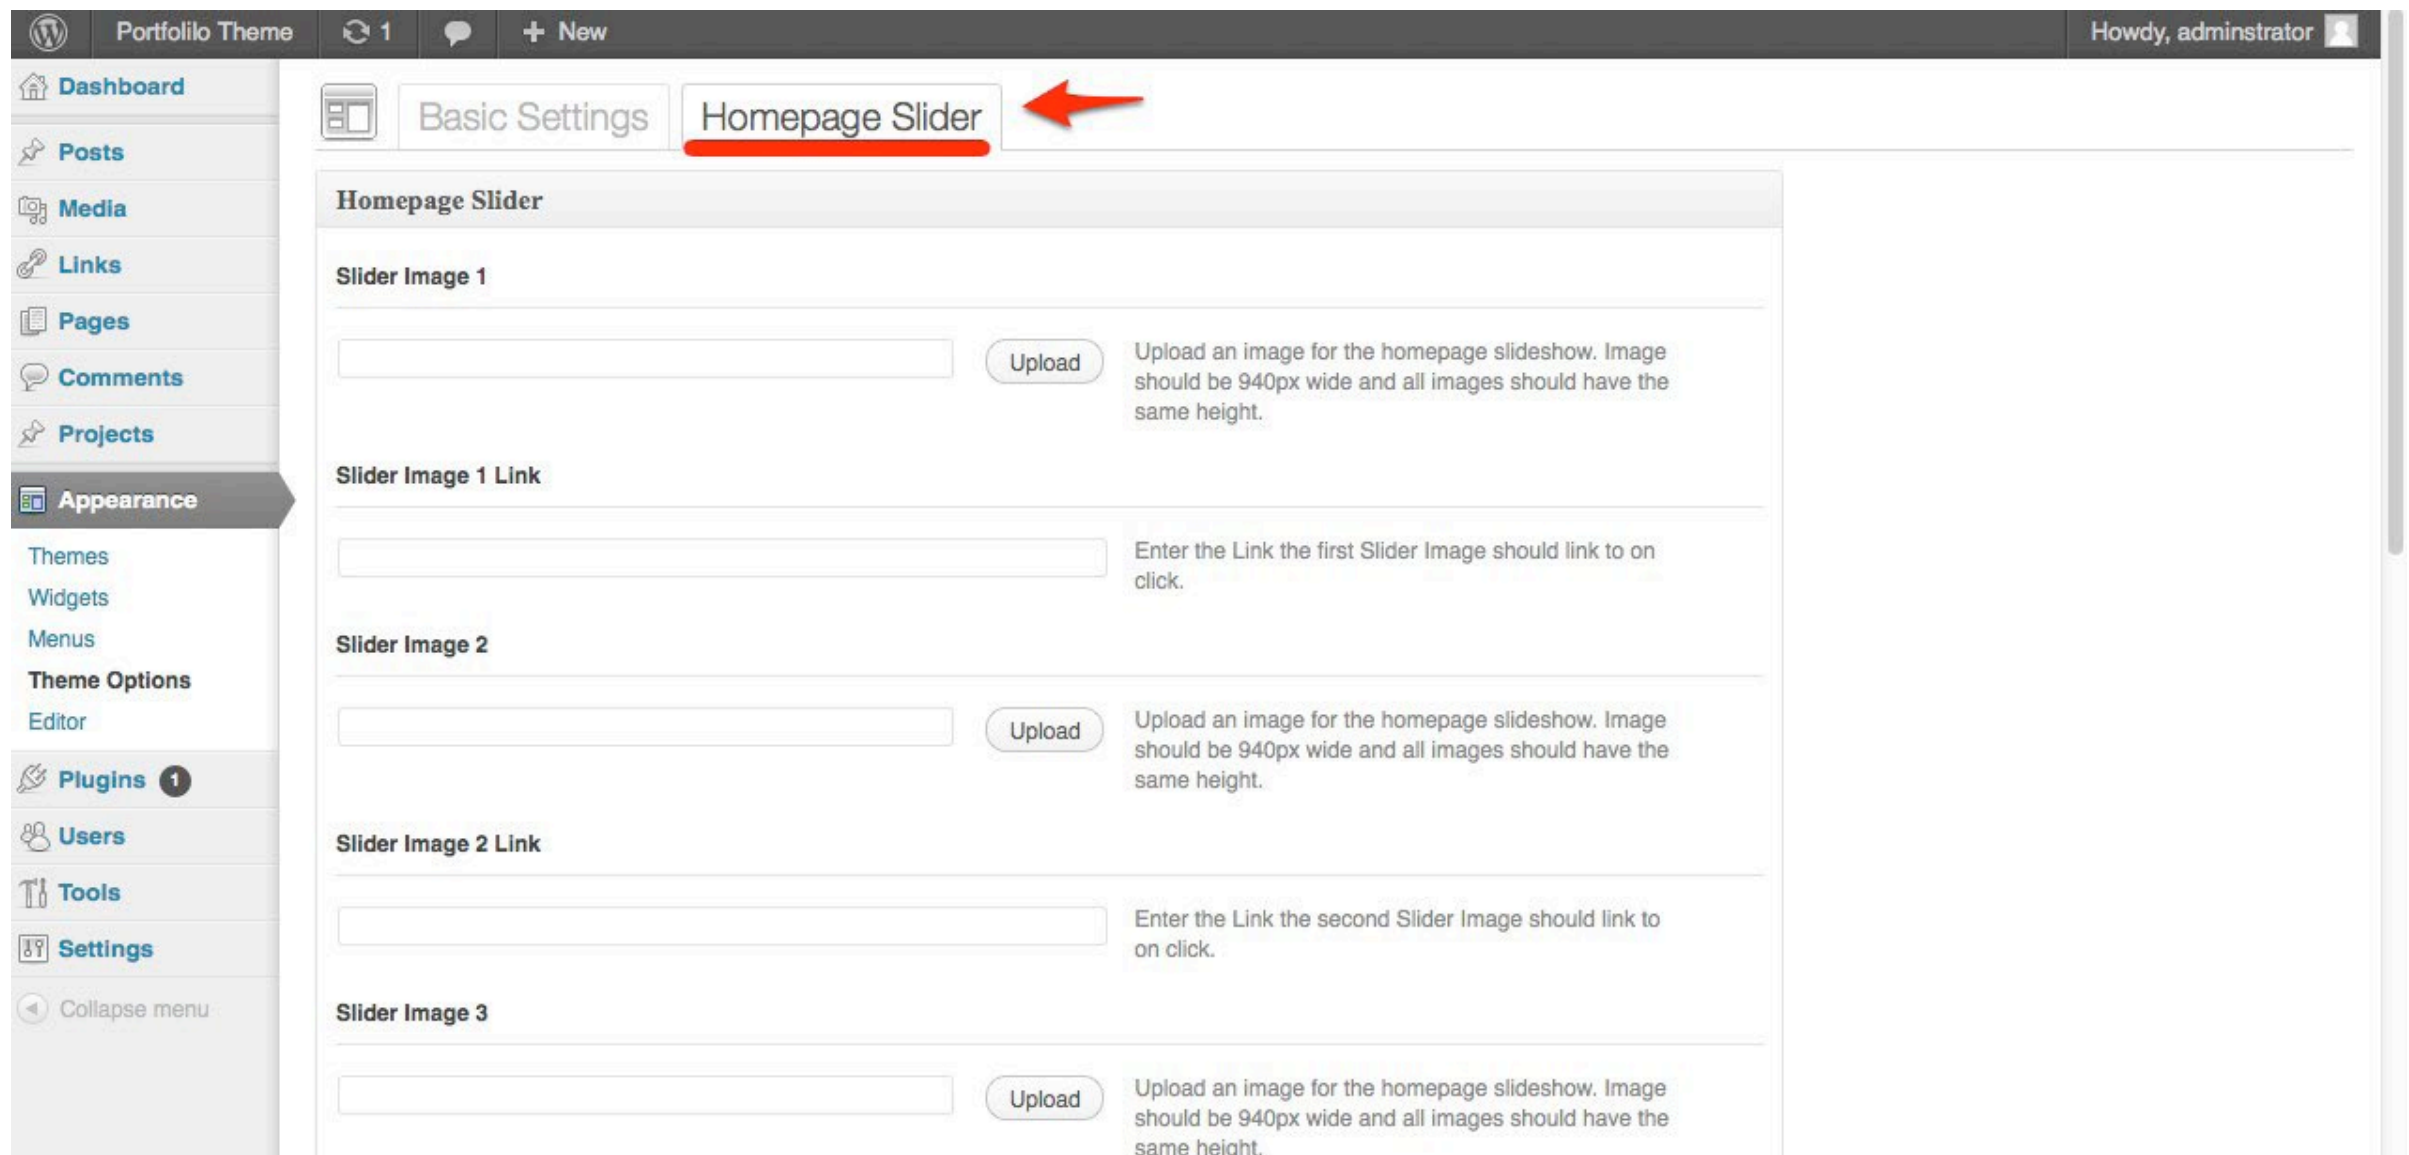 Portfolilo Theme 1 + New Howdy, adminstrator
Dashboard
Posts
Media
Links
Pages
Comments
Projects
Appearance
Themes
Widgets
Menus
Theme Options
Editor
Plugins 1
Users
Tools
Settings
Collapse menu
Basic Settings Homepage Slider
Homepage Slider
Slider Image 1
Upload
Upload an image for the homepage slideshow. Image
should be 940px wide and all images should have the
same height.
Slider Image 1 Link
Enter the Link the first Slider Image should link to on
click.
Slider Image 2
Upload
Upload an image for the homepage slideshow. Image
should be 940px wide and all images should have the
same height.
Slider Image 2 Link
Enter the Link the second Slider Image should link to
on click.
Slider Image 3
Upload
Upload an image for the homepage slideshow. Image
should be 940px wide and all images should have the
same height.